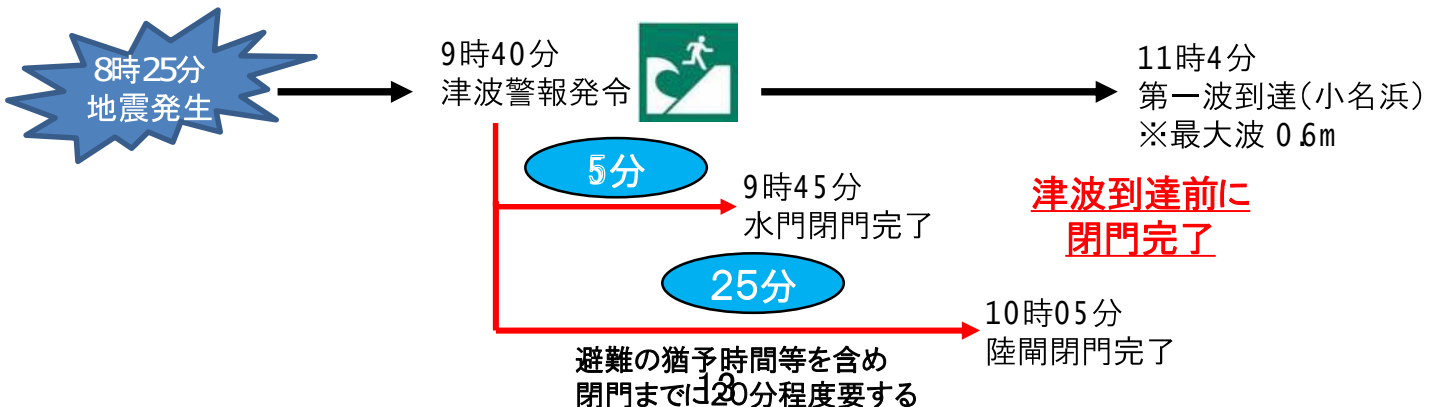 8時25分
地震発生
9時40分
津波警報発令
11時4分
第一波到達（小名浜）
※最大波 0.6m
5分
9時45分
水門閉門完了
津波到達前に
閉門完了
25分
10時05分
陸閘閉門完了
避難の猶予時間等を含め
閉門までに20分程度要する
13